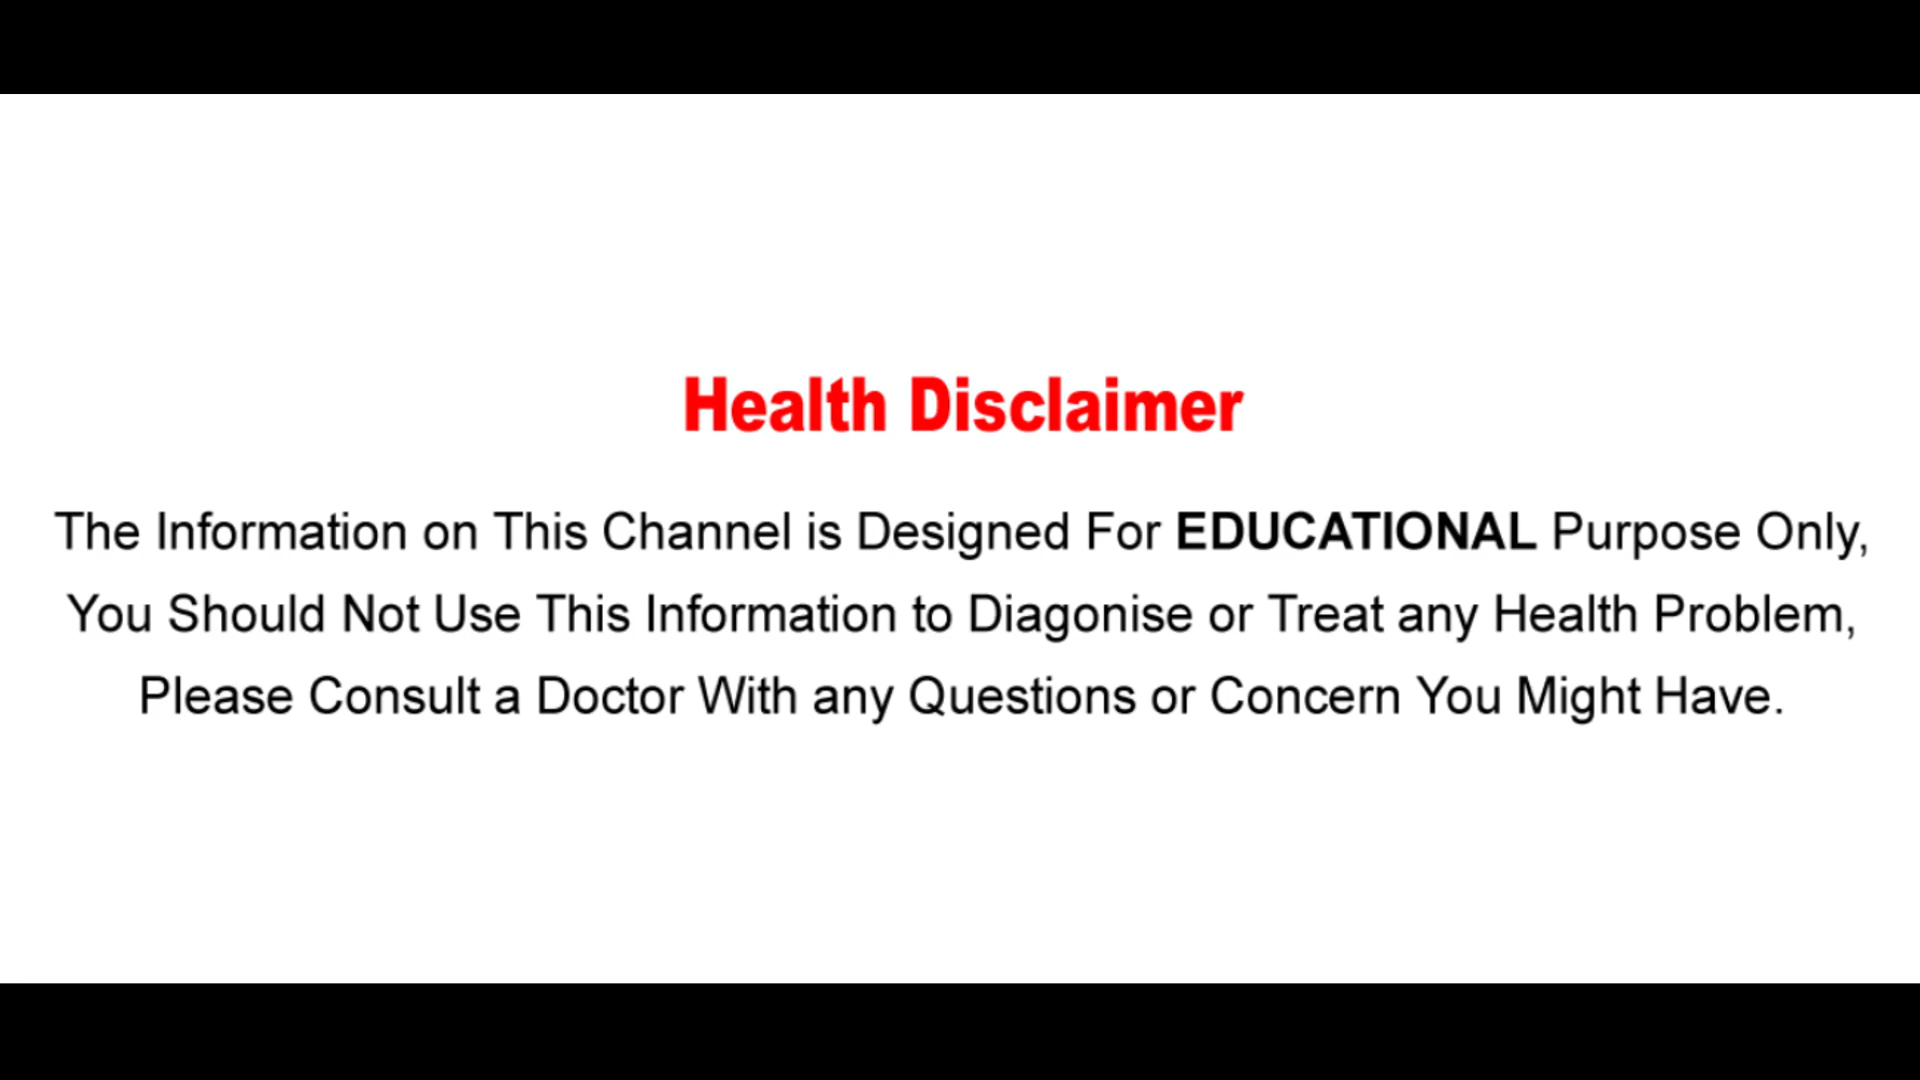 Health Disclaimer
The Information on This Channel is Designed For EDUCATIONAL Purpose Only,
You Should Not Use This Information to Diagonise or Treat any Health Problem,
Please Consult a Doctor With any Questions or Concern You Might Have.